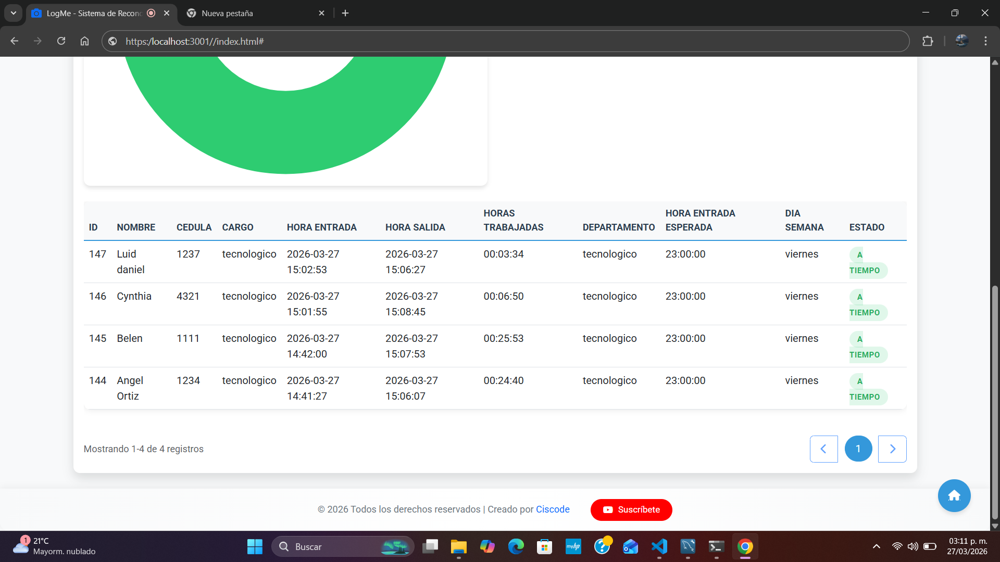 LogMe - Sistema de Recono
Nueva pestaña
https:/localhost:3001//index.html#
ID NOMBRE CEDULA CARGO HORA ENTRADA HORA SALIDA HORAS TRABAJADAS DEPARTAMENTO HORA ENTRADA ESPERADA DIA SEMANA ESTADO
147 Luid daniel 1237 tecnologico 2026-03-27 15:02:53 2026-03-27 15:06:27 00:03:34 tecnologico 23:00:00 viernes A TIEMPO
146 Cynthia 4321 tecnologico 2026-03-27 15:01:55 2026-03-27 15:08:45 00:06:50 tecnologico 23:00:00 viernes A TIEMPO
145 Belen 1111 tecnologico 2026-03-27 14:42:00 2026-03-27 15:07:53 00:25:53 tecnologico 23:00:00 viernes A TIEMPO
144 Angel Ortiz 1234 tecnologico 2026-03-27 14:41:27 2026-03-27 15:06:07 00:24:40 tecnologico 23:00:00 viernes A TIEMPO
Mostrando 1-4 de 4 registros
1
© 2026 Todos los derechos reservados | Creado por Ciscode
Suscríbete
1
21°C
Mayorm. nublado
Buscar
myhp
03:11 p. m.
27/03/2026